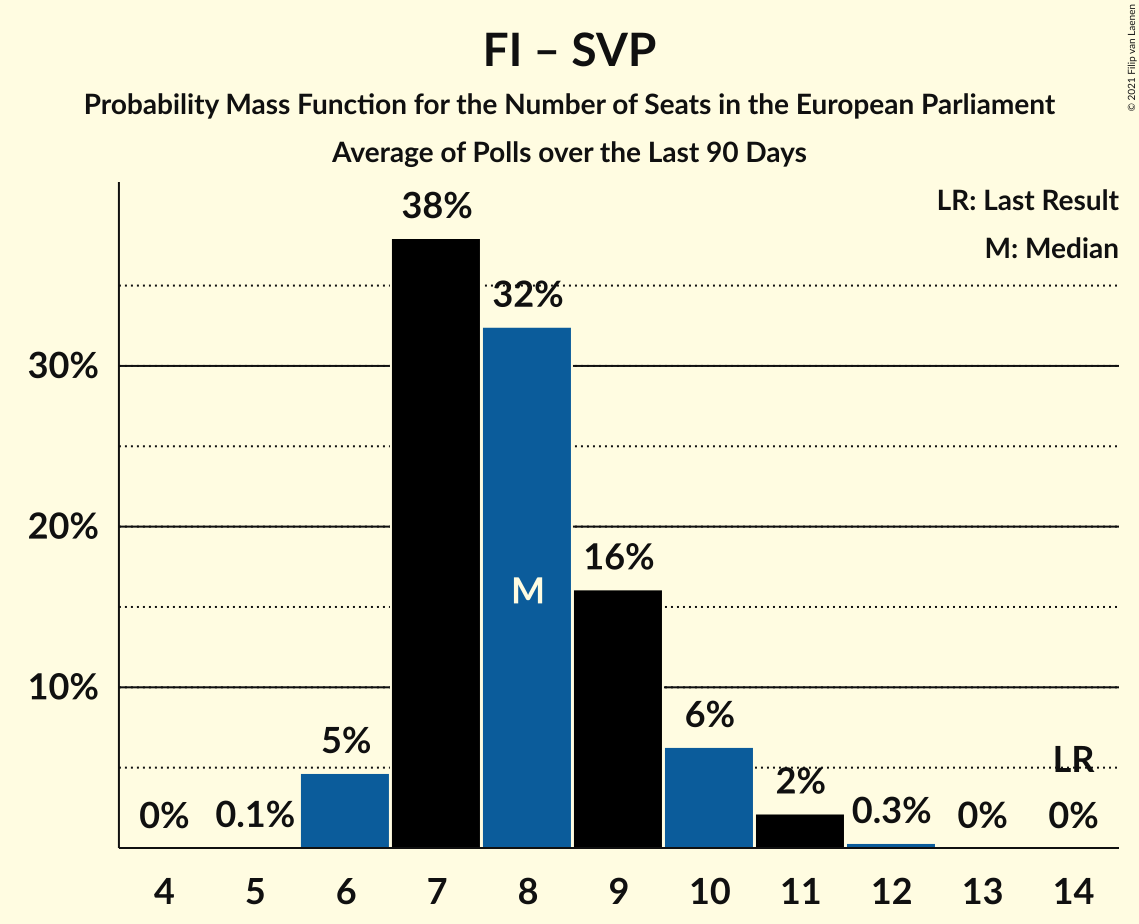 FI – SVP
Probability Mass Function for the Number of Seats in the European Parliament
Average of Polls over the Last 90 Days
© 2021 Filip van Laenen
LR: Last Result
M: Median
38%
32%
30%
20%
16%
M
10%
6%
5%
LR
2%
0%
0.1%
0.3%
0%
0%
4 5 6 7 8 9 10 11 12 13 14